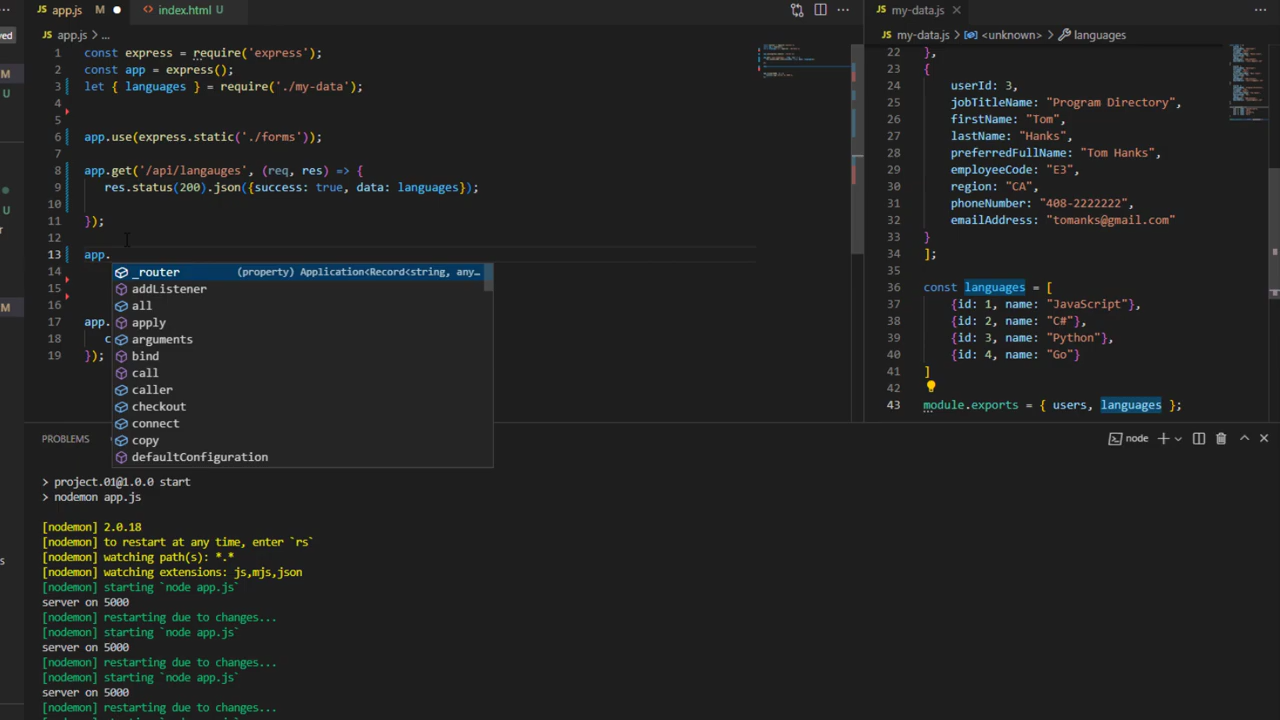 app.js M
index.html U
my-data.js
app.js > ...
my-data.js > <unknown> > languages
1 const express = require('express');
2 const app = express();
3 let { languages } = require('./my-data');
4
5
6 app.use(express.static('./forms'));
7
8 app.get('/api/langauges', (req, res) => {
9 res.status(200).json({success: true, data: languages});
10
11 });
12
13 app.
14
15
16
17 app.
18 c
19 });
_router (property) Application<Record<string, any…
addListener
all
apply
arguments
bind
call
caller
checkout
connect
copy
defaultConfiguration
22 },
23 {
24 userId: 3,
25 jobTitleName: "Program Directory",
26 firstName: "Tom",
27 lastName: "Hanks",
28 preferredFullName: "Tom Hanks",
29 employeeCode: "E3",
30 region: "CA",
31 phoneNumber: "408-2222222",
32 emailAddress: "tomanks@gmail.com"
33 }
34 ];
35
36 const languages = [
37 {id: 1, name: "JavaScript"},
38 {id: 2, name: "C#"},
39 {id: 3, name: "Python"},
40 {id: 4, name: "Go"}
41 ]
42
43 module.exports = { users, languages };
PROBLEMS
node
> project.01@1.0.0 start
> nodemon app.js
[nodemon] 2.0.18
[nodemon] to restart at any time, enter `rs`
[nodemon] watching path(s): *.*
[nodemon] watching extensions: js,mjs,json
[nodemon] starting `node app.js`
server on 5000
[nodemon] restarting due to changes...
[nodemon] starting `node app.js`
server on 5000
[nodemon] restarting due to changes...
[nodemon] starting `node app.js`
server on 5000
[nodemon] restarting due to changes...